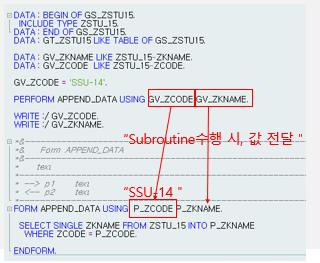 DATA: BEGIN OF GS_ZSTU15.
INCLUDE TYPE ZSTU_15.
DATA: END OF GS_ZSTU15.
DATA: GT_ZSTU15 LIKE TABLE OF GS_ZSTU15.
DATA: GV_ZKNAME LIKE ZSTU_15-ZKNAME.
DATA: GV_ZCODE LIKE ZSTU_15-ZCODE.
GV_ZCODE = 'SSU-14'.
PERFORM APPEND_DATA USING GV_ZCODE GV_ZKNAME.
WRITE :/ GV_ZCODE.
WRITE :/ GV_ZKNAME.
"Subroutine수행 시, 값 전달 "
*&---------------------------------------------------------------------
*& Form APPEND_DATA
*&---------------------------------------------------------------------
* text
*----------------------------------------------------------------------
* --> p1 text
* <-- p2 text
"SSU-14 "
*----------------------------------------------------------------------
FORM APPEND_DATA USING P_ZCODE P_ZKNAME.
SELECT SINGLE ZKNAME FROM ZSTU_15 INTO P_ZKNAME
WHERE ZCODE = P_ZCODE.
ENDFORM.